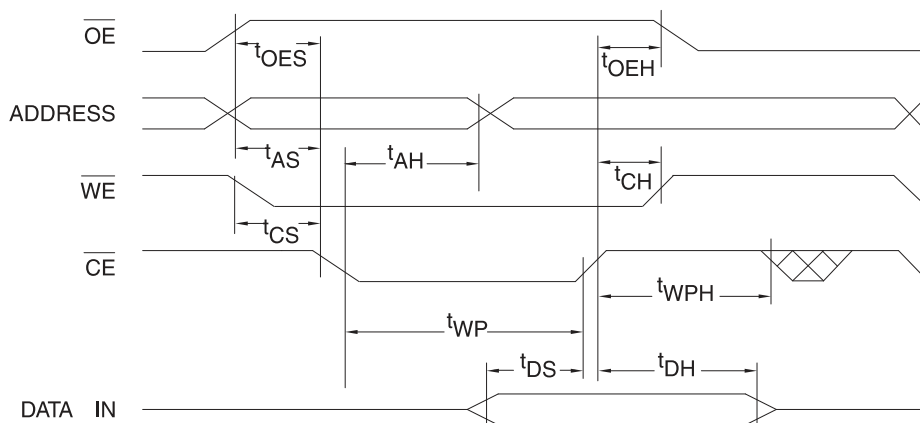 OE
tOES
tOEH
ADDRESS
tAS
tAH
tCH
WE
tCS
CE
tWPH
tWP
tDS
tDH
DATA IN